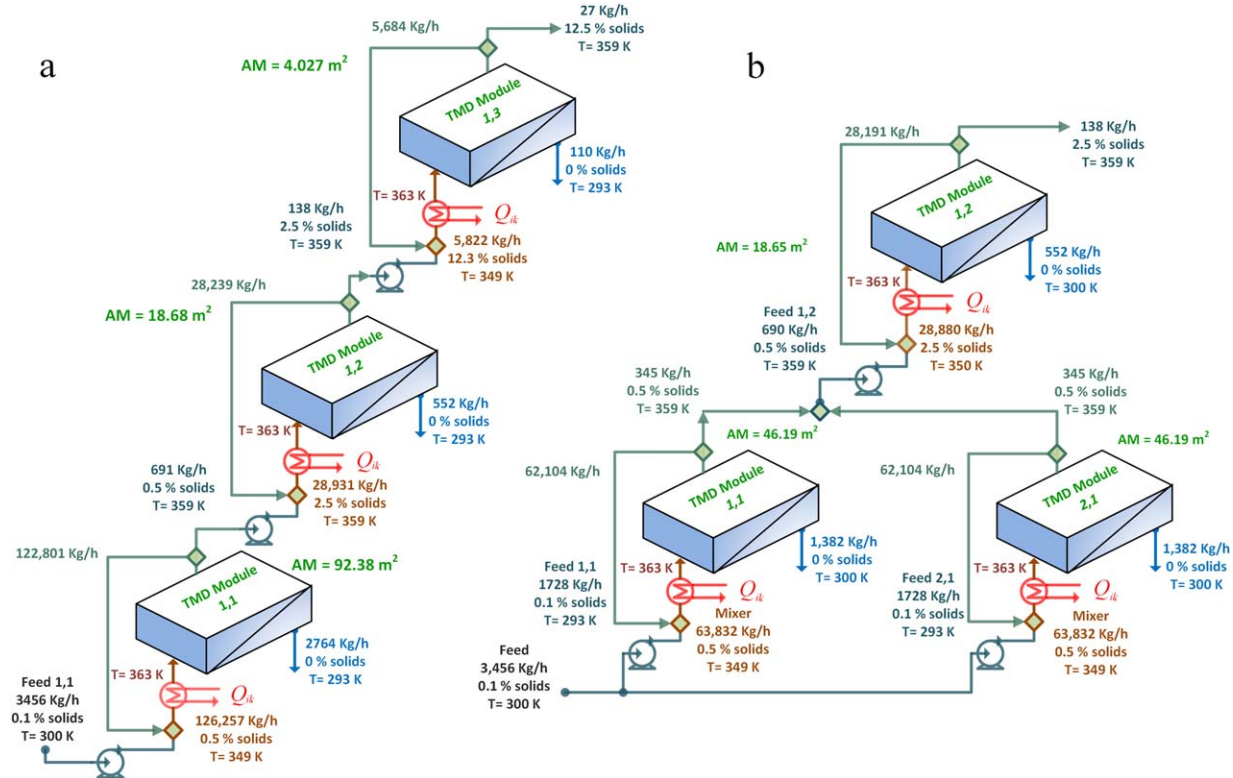 a
5,684 Kg/h
27 Kg/h
12.5 % solids
T= 359 K
AM = 4.027 m²
TMD Module
1,3
110 Kg/h
0 % solids
T= 293 K
T= 363 K
Q_ik
138 Kg/h
2.5 % solids
T= 359 K
5,822 Kg/h
12.3 % solids
T= 349 K
28,239 Kg/h
AM = 18.68 m²
TMD Module
1,2
552 Kg/h
0 % solids
T= 293 K
T= 363 K
Q_ik
691 Kg/h
0.5 % solids
T= 359 K
28,931 Kg/h
2.5 % solids
T= 359 K
122,801 Kg/h
AM = 92.38 m²
TMD Module
1,1
2764 Kg/h
0 % solids
T= 293 K
T= 363 K
Q_ik
Feed 1,1
3456 Kg/h
0.1 % solids
T= 300 K
126,257 Kg/h
0.5 % solids
T= 349 K
b
28,191 Kg/h
138 Kg/h
2.5 % solids
T= 359 K
TMD Module
1,2
AM = 18.65 m²
552 Kg/h
0 % solids
T= 300 K
T= 363 K
Q_ik
Feed 1,2
690 Kg/h
0.5 % solids
T= 359 K
28,880 Kg/h
2.5 % solids
T= 350 K
345 Kg/h
0.5 % solids
T= 359 K
345 Kg/h
0.5 % solids
T= 359 K
AM = 46.19 m²
AM = 46.19 m²
62,104 Kg/h
TMD Module
1,1
62,104 Kg/h
TMD Module
2,1
1,382 Kg/h
0 % solids
T= 300 K
1,382 Kg/h
0 % solids
T= 300 K
Feed 1,1
1728 Kg/h
0.1 % solids
T= 293 K
T= 363 K
Q_ik
Mixer
63,832 Kg/h
0.5 % solids
T= 349 K
Feed 2,1
1728 Kg/h
0.1 % solids
T= 293 K
T= 363 K
Q_ik
63,832 Kg/h
0.5 % solids
T= 349 K
Feed
3,456 Kg/h
0.1 % solids
T= 300 K